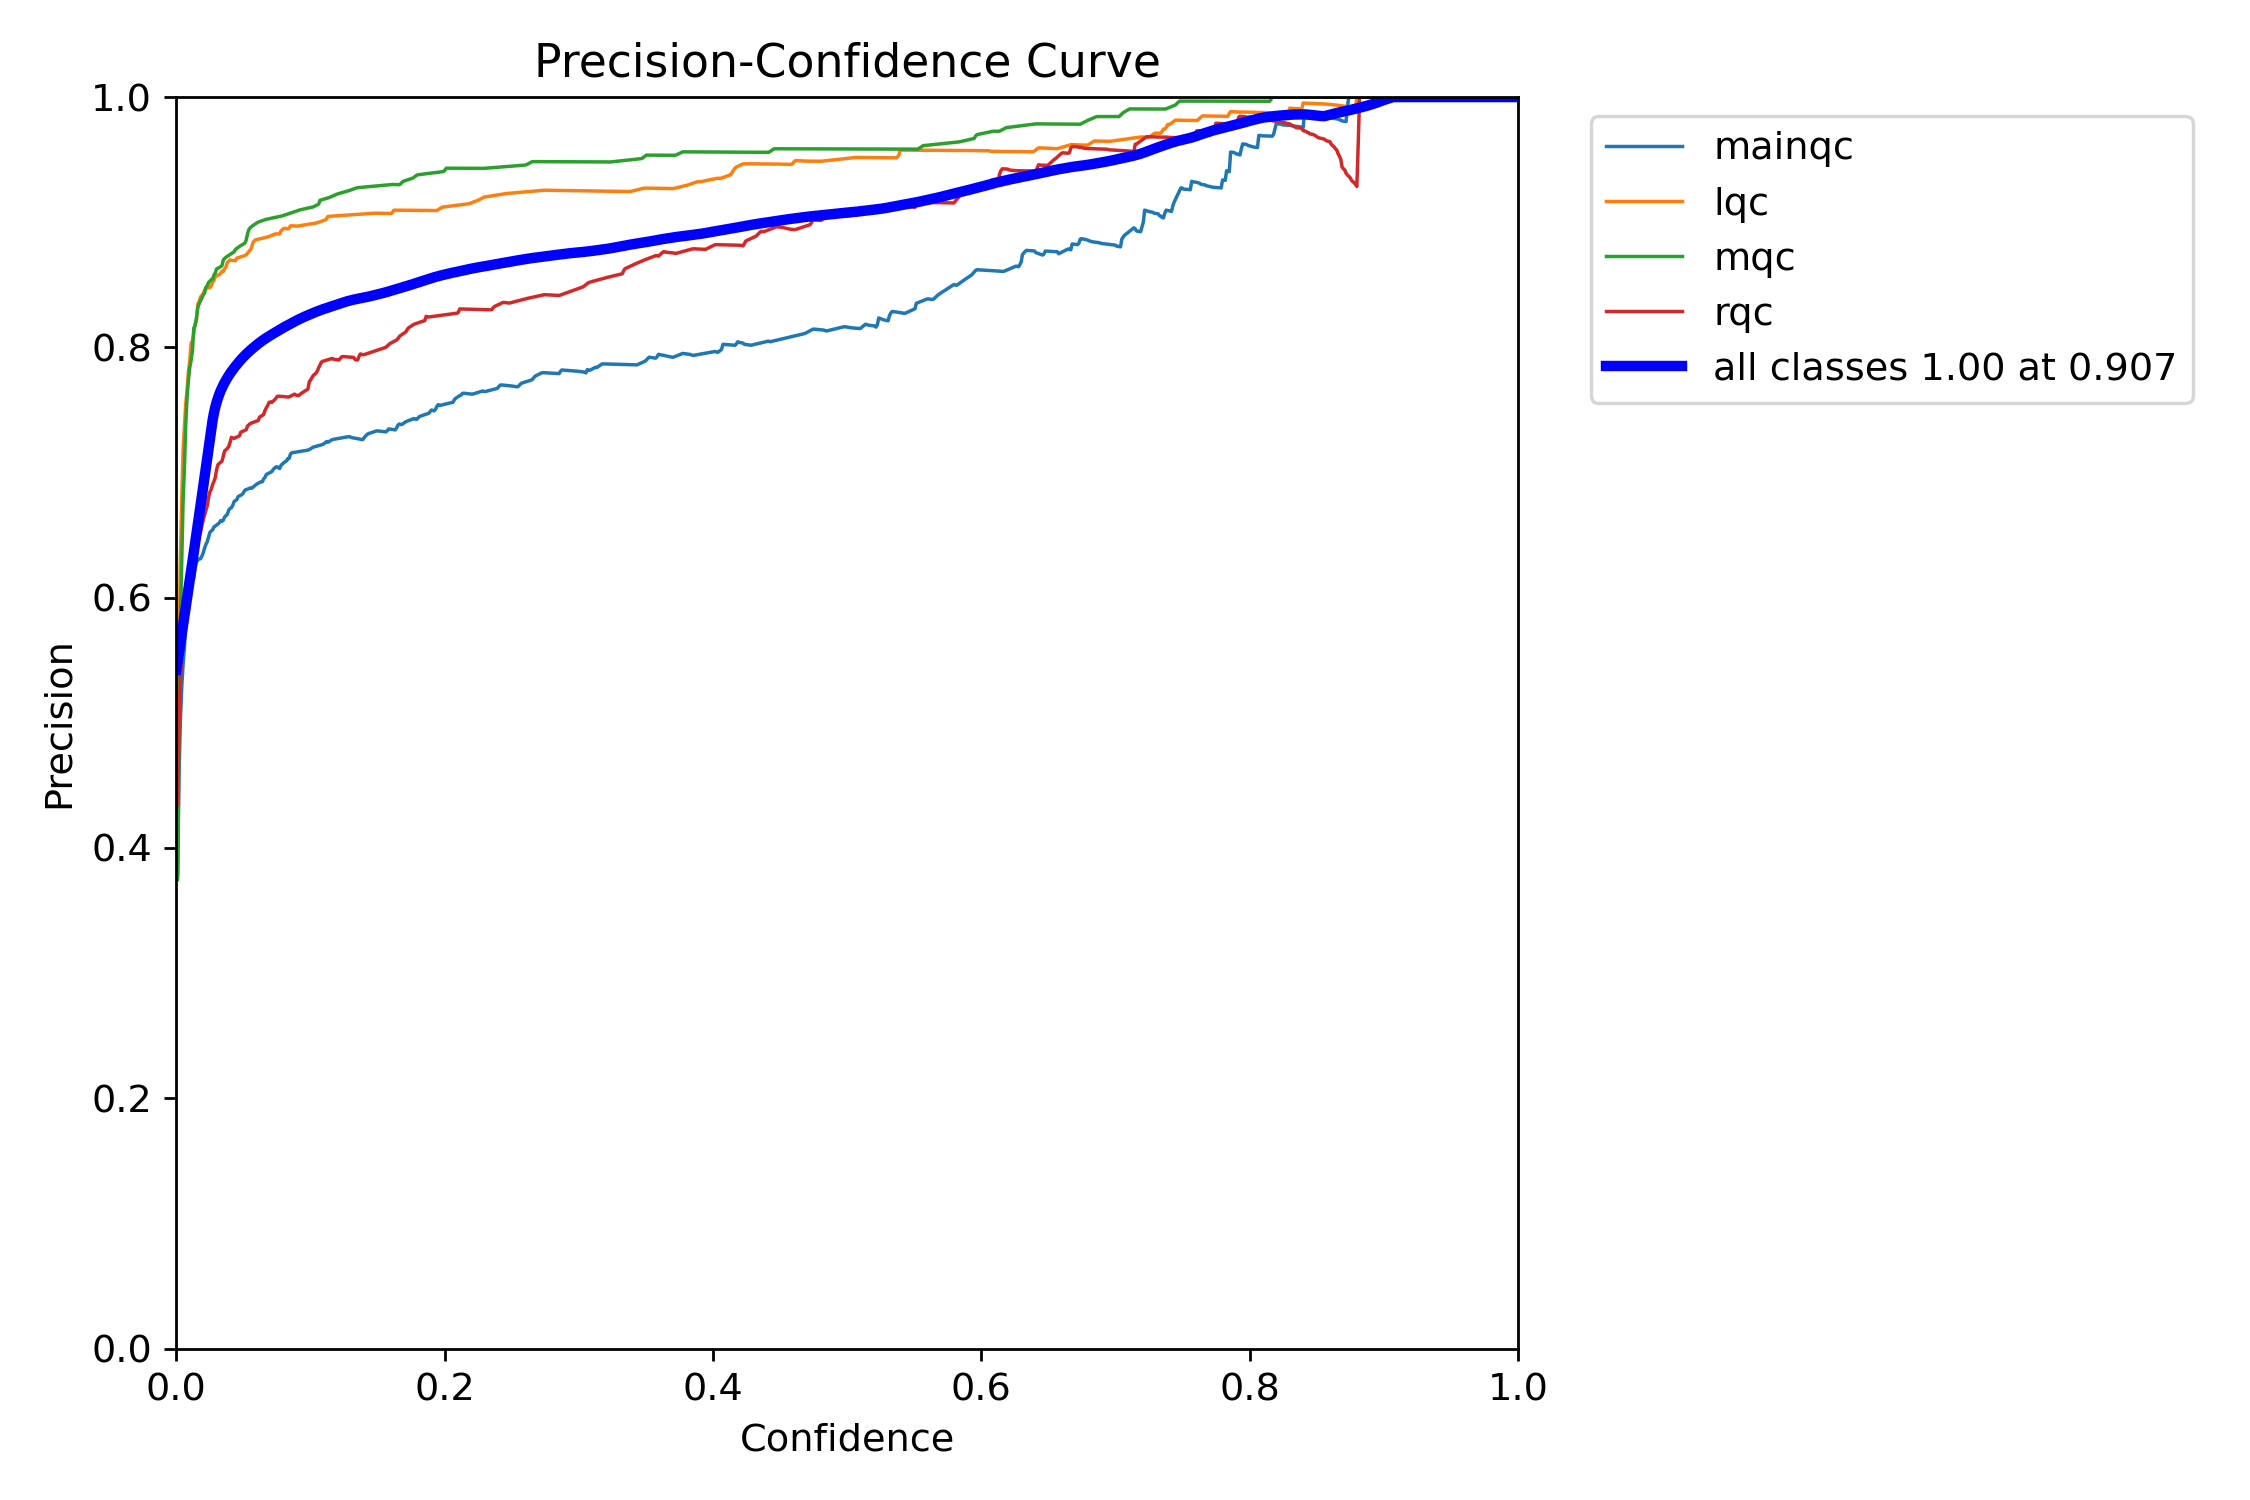 Precision-Confidence Curve
1.0
0.8
0.6
0.4
0.2
0.0
Precision
0.0 0.2 0.4 0.6 0.8 1.0
Confidence
mainqc
lqc
mqc
rqc
all classes 1.00 at 0.907